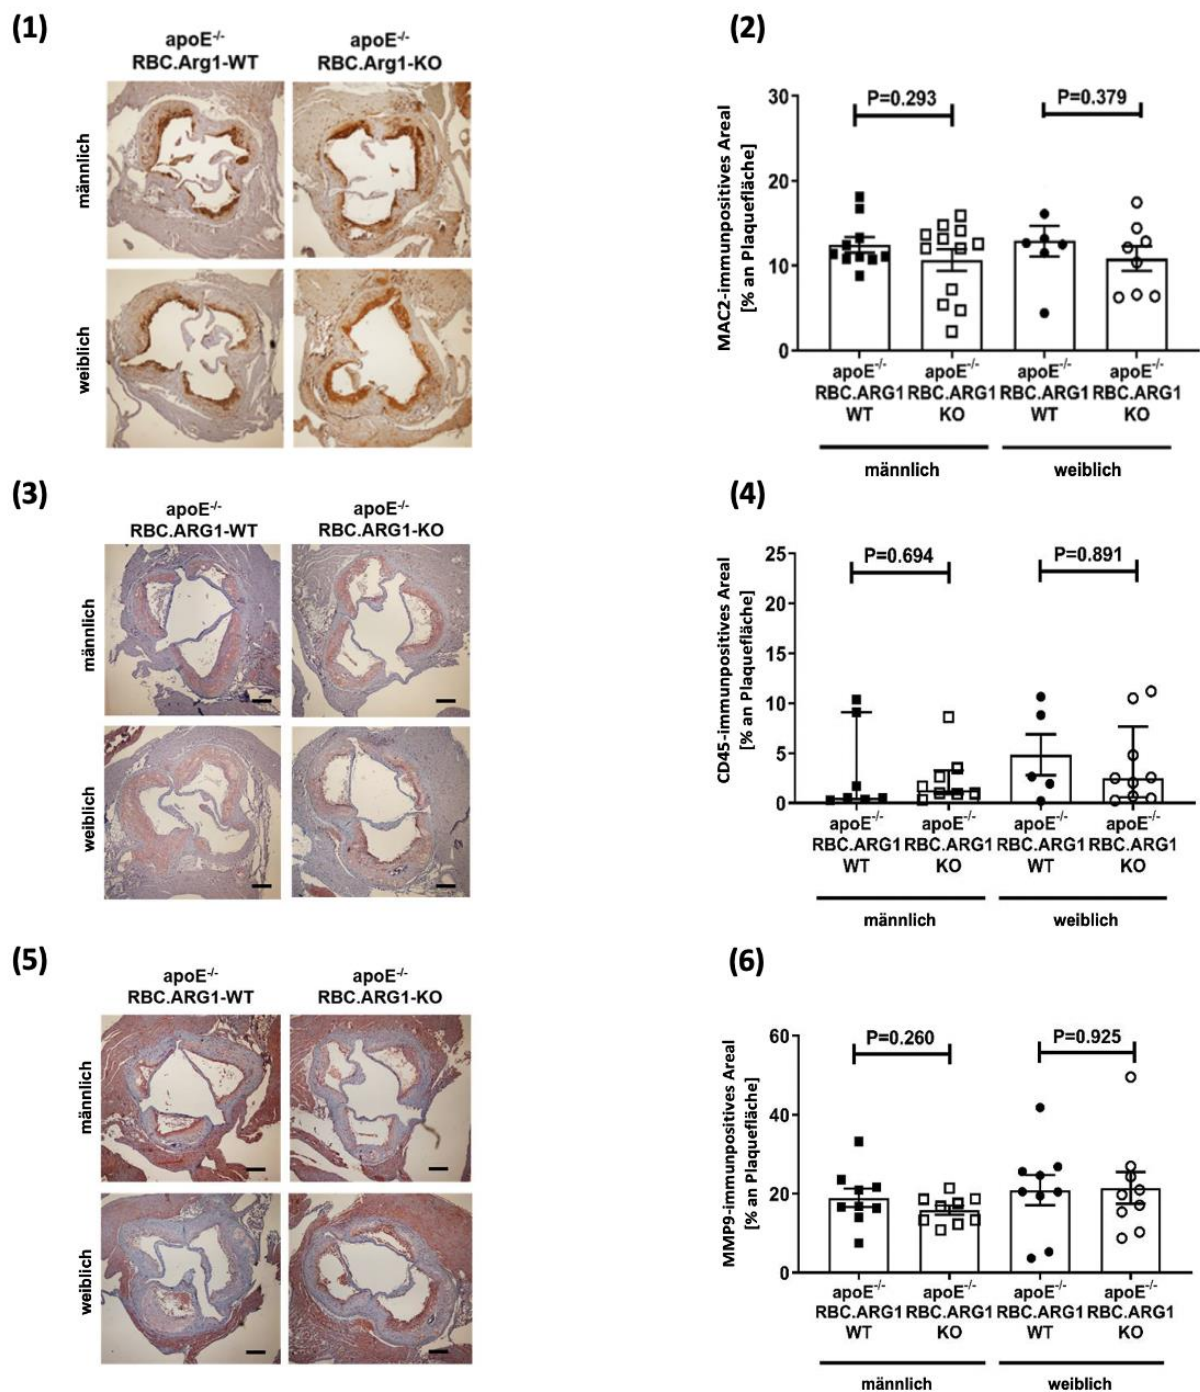 (1)
apoE-/-
RBC.Arg1-WT
apoE-/-
RBC.Arg1-KO
männlich
weiblich
(2)
MAC2-immunpositives Areal
[% an Plaquefläche]
30
20
10
0
P=0.293
P=0.379
apoE-/-
RBC.ARG1
WT
apoE-/-
RBC.ARG1
KO
apoE-/-
RBC.ARG1
WT
apoE-/-
RBC.ARG1
KO
männlich
weiblich
(3)
apoE-/-
RBC.ARG1-WT
apoE-/-
RBC.ARG1-KO
männlich
weiblich
(4)
CD45-immunpositives Areal
[% an Plaquefläche]
25
20
15
10
5
0
P=0.694
P=0.891
apoE-/-
RBC.ARG1
WT
apoE-/-
RBC.ARG1
KO
apoE-/-
RBC.ARG1
WT
apoE-/-
RBC.ARG1
KO
männlich
weiblich
(5)
apoE-/-
RBC.ARG1-WT
apoE-/-
RBC.ARG1-KO
männlich
weiblich
(6)
MMP9-immunpositives Areal
[% an Plaquefläche]
60
40
20
0
P=0.260
P=0.925
apoE-/-
RBC.ARG1
WT
apoE-/-
RBC.ARG1
KO
apoE-/-
RBC.ARG1
WT
apoE-/-
RBC.ARG1
KO
männlich
weiblich